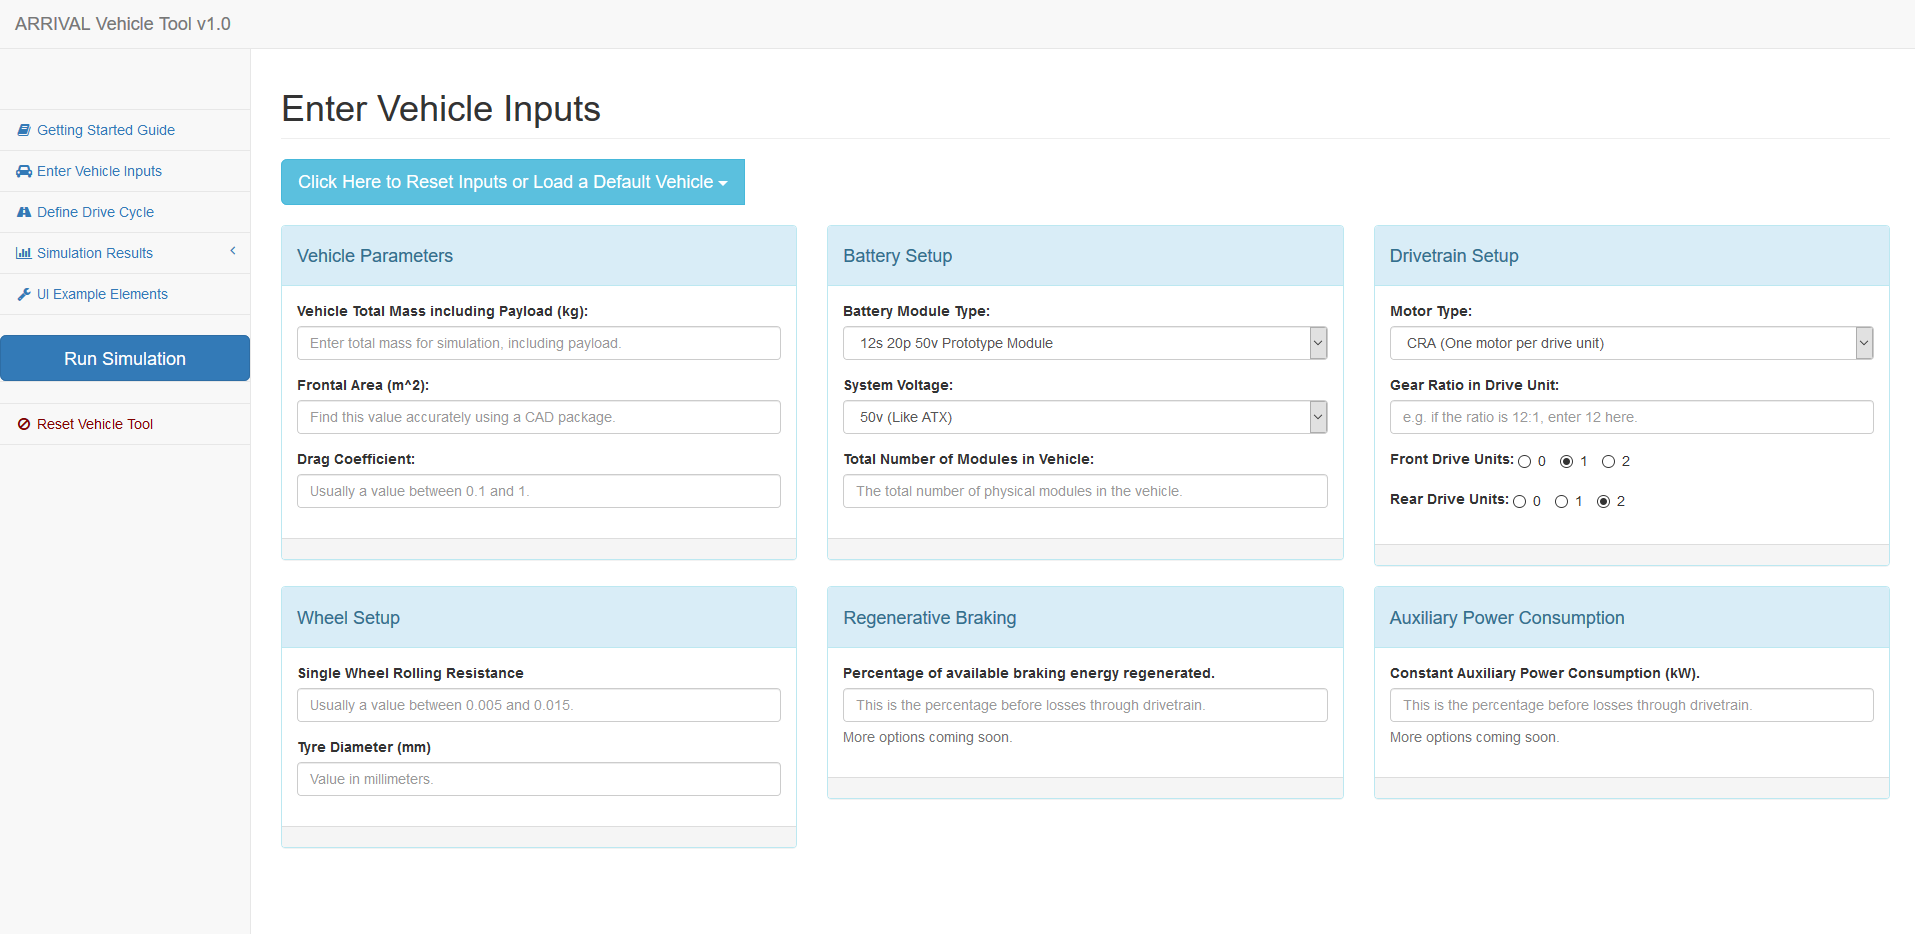 ARRIVAL Vehicle Tool v1.0
Getting Started Guide
Enter Vehicle Inputs
Define Drive Cycle
Simulation Results
UI Example Elements
Run Simulation
Reset Vehicle Tool
Enter Vehicle Inputs
Click Here to Reset Inputs or Load a Default Vehicle
Vehicle Parameters
Vehicle Total Mass including Payload (kg):
Enter total mass for simulation, including payload.
Frontal Area (m^2):
Find this value accurately using a CAD package.
Drag Coefficient:
Usually a value between 0.1 and 1.
Battery Setup
Battery Module Type:
12s 20p 50v Prototype Module
System Voltage:
50v (Like ATX)
Total Number of Modules in Vehicle:
The total number of physical modules in the vehicle.
Drivetrain Setup
Motor Type:
CRA (One motor per drive unit)
Gear Ratio in Drive Unit:
e.g. if the ratio is 12:1, enter 12 here.
Front Drive Units: 0 1 2
Rear Drive Units: 0 1 2
Wheel Setup
Single Wheel Rolling Resistance
Usually a value between 0.005 and 0.015.
Tyre Diameter (mm)
Value in millimeters.
Regenerative Braking
Percentage of available braking energy regenerated.
This is the percentage before losses through drivetrain.
More options coming soon.
Auxiliary Power Consumption
Constant Auxiliary Power Consumption (kW).
This is the percentage before losses through drivetrain.
More options coming soon.